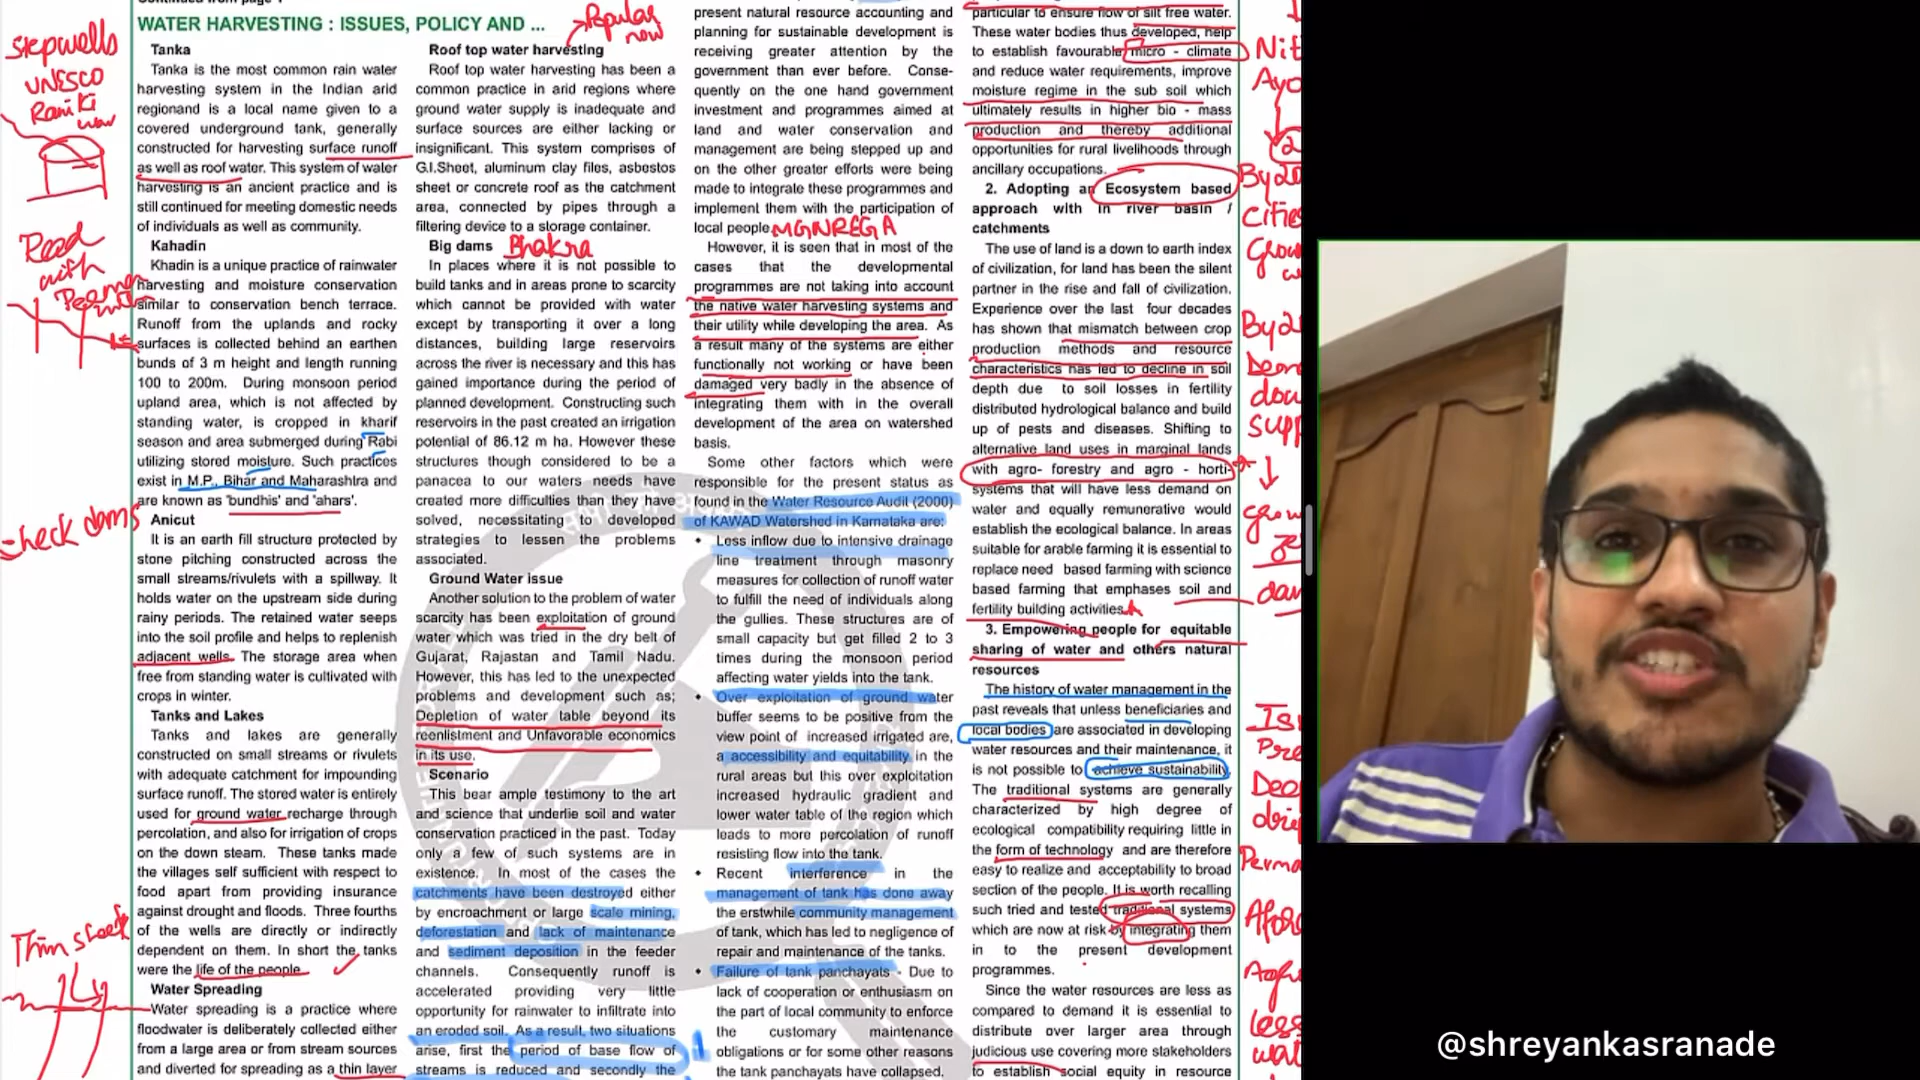 WATER HARVESTING : ISSUES, POLICY AND ...
stepwells
UNESCO
Rani Ki
vav
Read
with
Check dams
Thin sheet
Tanka
Tanka is the most common rain water
harvesting system in the Indian arid
regionand is a local name given to a
covered underground tank, generally
constructed for harvesting surface runoff
as well as roof water. This system of water
harvesting is an ancient practice and is
still continued for meeting domestic needs
of individuals as well as community.
Kahadin
Khadin is a unique practice of rainwater
harvesting and moisture conservation
similar to conservation bench terrace.
Runoff from the uplands and rocky
surfaces is collected behind an earthen
bunds of 3 m height and length running
100 to 200m. During monsoon period
upland area, which is not affected by
standing water, is cropped in kharif
season and area submerged during Rabi
utilizing stored moisture. Such practices
exist in M.P., Bihar and Maharashtra and
are known as 'bundhis' and 'ahars'.
Anicut
It is an earth fill structure protected by
stone pitching constructed across the
small streams/rivulets with a spillway. It
holds water on the upstream side during
rainy periods. The retained water seeps
into the soil profile and helps to replenish
adjacent wells. The storage area when
free from standing water is cultivated with
crops in winter.
Tanks and Lakes
Tanks and lakes are generally
constructed on small streams or rivulets
with adequate catchment for impounding
surface runoff. The stored water is entirely
used for ground water recharge through
percolation, and also for irrigation of crops
on the down steam. These tanks made
the villages self sufficient with respect to
food apart from providing insurance
against drought and floods. Three fourths
of the wells are directly or indirectly
dependent on them. In short the tanks
were the life of the people.
Water Spreading
Water spreading is a practice where
floodwater is deliberately collected either
from a large area or from stream sources
and diverted for spreading as a thin layer
Popular
now
Roof top water harvesting
Roof top water harvesting has been a
common practice in arid regions where
ground water supply is inadequate and
surface sources are either lacking or
insignificant. This system comprises of
G.I.Sheet, aluminum clay files, asbestos
sheet or concrete roof as the catchment
area, connected by pipes through a
filtering device to a storage container.
Big dams Bhakra
In places where it is not possible to
build tanks and in areas prone to scarcity
which cannot be provided with water
except by transporting it over a long
distances, building large reservoirs
across the river is necessary and this has
gained importance during the period of
planned development. Constructing such
reservoirs in the past created an irrigation
potential of 86.12 m ha. However these
structures though considered to be a
panacea to our waters needs have
created more difficulties than they have
solved, necessitating to developed
strategies to lessen the problems
associated.
Ground Water issue
Another solution to the problem of water
scarcity has been exploitation of ground
water which was tried in the dry belt of
Gujarat, Rajastan and Tamil Nadu.
However, this has led to the unexpected
problems and development such as;
Depletion of water table beyond its
reenlistment and Unfavorable economics
in its use.
Scenario
This bear ample testimony to the art
and science that underlie soil and water
conservation practiced in the past. Today
only a few of such systems are in
existence. In most of the cases the
catchments have been destroyed either
by encroachment or large scale mining,
deforestation and lack of maintenance
and sediment deposition in the feeder
channels. Consequently runoff is
accelerated providing very little
opportunity for rainwater to infiltrate into
an eroded soil. As a result, two situations
arise, first the period of base flow of
streams is reduced and secondly the
present natural resource accounting and
planning for sustainable development is
receiving greater attention by the
government than ever before. Conse-
quently on the one hand government
investment and programmes aimed at
land and water conservation and
management are being stepped up and
on the other greater efforts were being
made to integrate these programmes and
implement them with the participation of
local people MGNREGA
However, it is seen that in most of the
cases that the developmental
programmes are not taking into account
the native water harvesting systems and
their utility while developing the area. As
a result many of the systems are either
functionally not working or have been
damaged very badly in the absence of
integrating them with in the overall
development of the area on watershed
basis.
Some other factors which were
responsible for the present status as
found in the Water Resource Audit (2000)
of KAWAD Watershed in Karnataka are:
• Less inflow due to intensive drainage
line treatment through masonry
measures for collection of runoff water
to fulfill the need of individuals along
the gullies. These structures are of
small capacity but get filled 2 to 3
times during the monsoon period
affecting water yields into the tank.
• Over exploitation of ground water
buffer seems to be positive from the
view point of increased irrigated are,
a accessibility and equitability in the
rural areas but this over exploitation
increased hydraulic gradient and
lower water table of the region which
leads to more percolation of runoff
resisting flow into the tank.
• Recent interference in the
management of tank has done away
the erstwhile community management
of tank, which has led to negligence of
repair and maintenance of the tanks.
• Failure of tank panchayats - Due to
lack of cooperation or enthusiasm on
the part of local community to enforce
the customary maintenance
obligations or for some other reasons
the tank panchayats have collapsed.
particular to ensure flow of silt free water.
These water bodies thus developed, help
to establish favourable micro - climate
and reduce water requirements, improve
moisture regime in the sub soil which
ultimately results in higher bio - mass
production and thereby additional
opportunities for rural livelihoods through
ancillary occupations.
2. Adopting an Ecosystem based
approach with in river basin /
catchments
The use of land is a down to earth index
of civilization, for land has been the silent
partner in the rise and fall of civilization.
Experience over the last four decades
has shown that mismatch between crop
production methods and resource
characteristics has led to decline in soil
depth due to soil losses in fertility
distributed hydrological balance and build
up of pests and diseases. Shifting to
alternative land uses in marginal lands
with agro- forestry and agro - horti-
systems that will have less demand on
water and equally remunerative would
establish the ecological balance. In areas
suitable for arable farming it is essential to
replace need based farming with science
based farming that emphases soil and
fertility building activities.
3. Empowering people for equitable
sharing of water and others natural
resources
The history of water management in the
past reveals that unless beneficiaries and
local bodies are associated in developing
water resources and their maintenance, it
is not possible to achieve sustainability.
The traditional systems are generally
characterized by high degree of
ecological compatibility requiring little in
the form of technology and are therefore
easy to realize and acceptability to broad
section of the people. It is worth recalling
such tried and tested traditional systems
which are now at risk by integrating them
in to the present development
programmes.
Since the water resources are less as
compared to demand it is essential to
distribute over larger area through
judicious use covering more stakeholders
to establish social equity in resource
@shreyankasranade